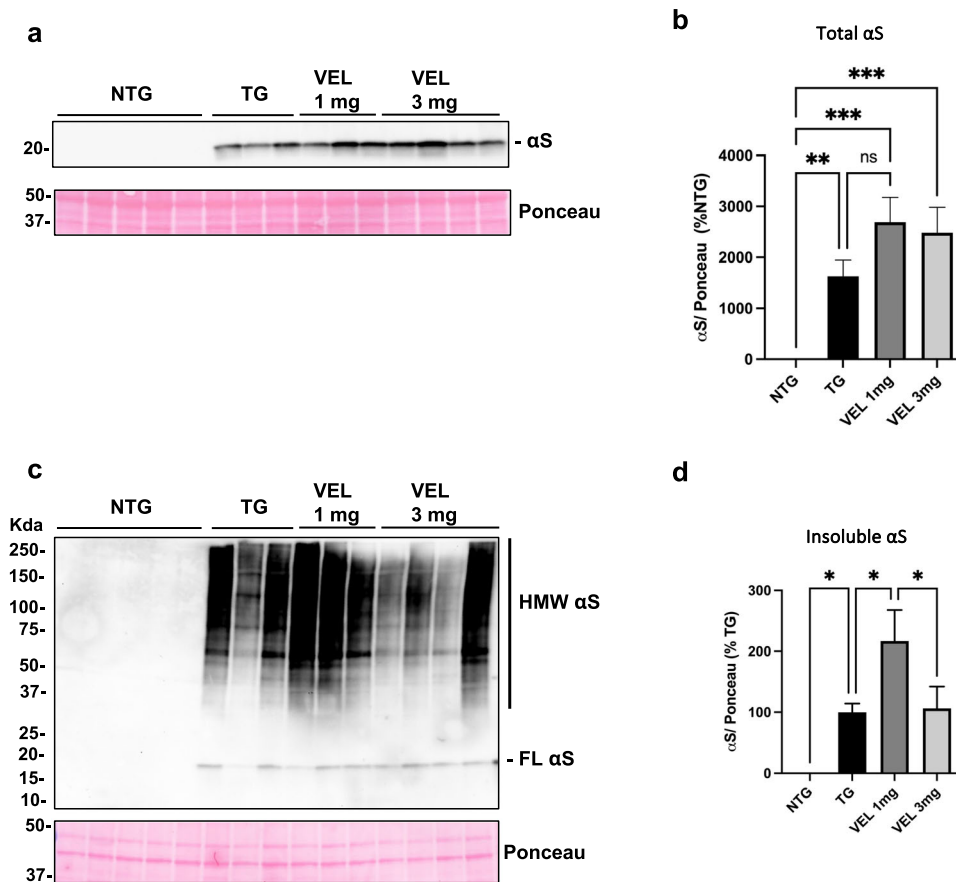 a
NTG
TG
VEL
1 mg
VEL
3 mg
20-
- αS
50-
37-
Ponceau
b
Total αS
***
***
**
ns
αS/ Ponceau (%NTG)
4000
3000
2000
1000
0
NTG
TG
VEL 1mg
VEL 3mg
c
Kda
NTG
TG
VEL
1 mg
VEL
3 mg
250-
150-
100-
75-
50-
37-
25-
20-
15-
10-
HMW αS
- FL αS
50-
37-
Ponceau
d
Insoluble αS
*
*
*
αS/ Ponceau (% TG)
300
200
100
0
NTG
TG
VEL 1mg
VEL 3mg